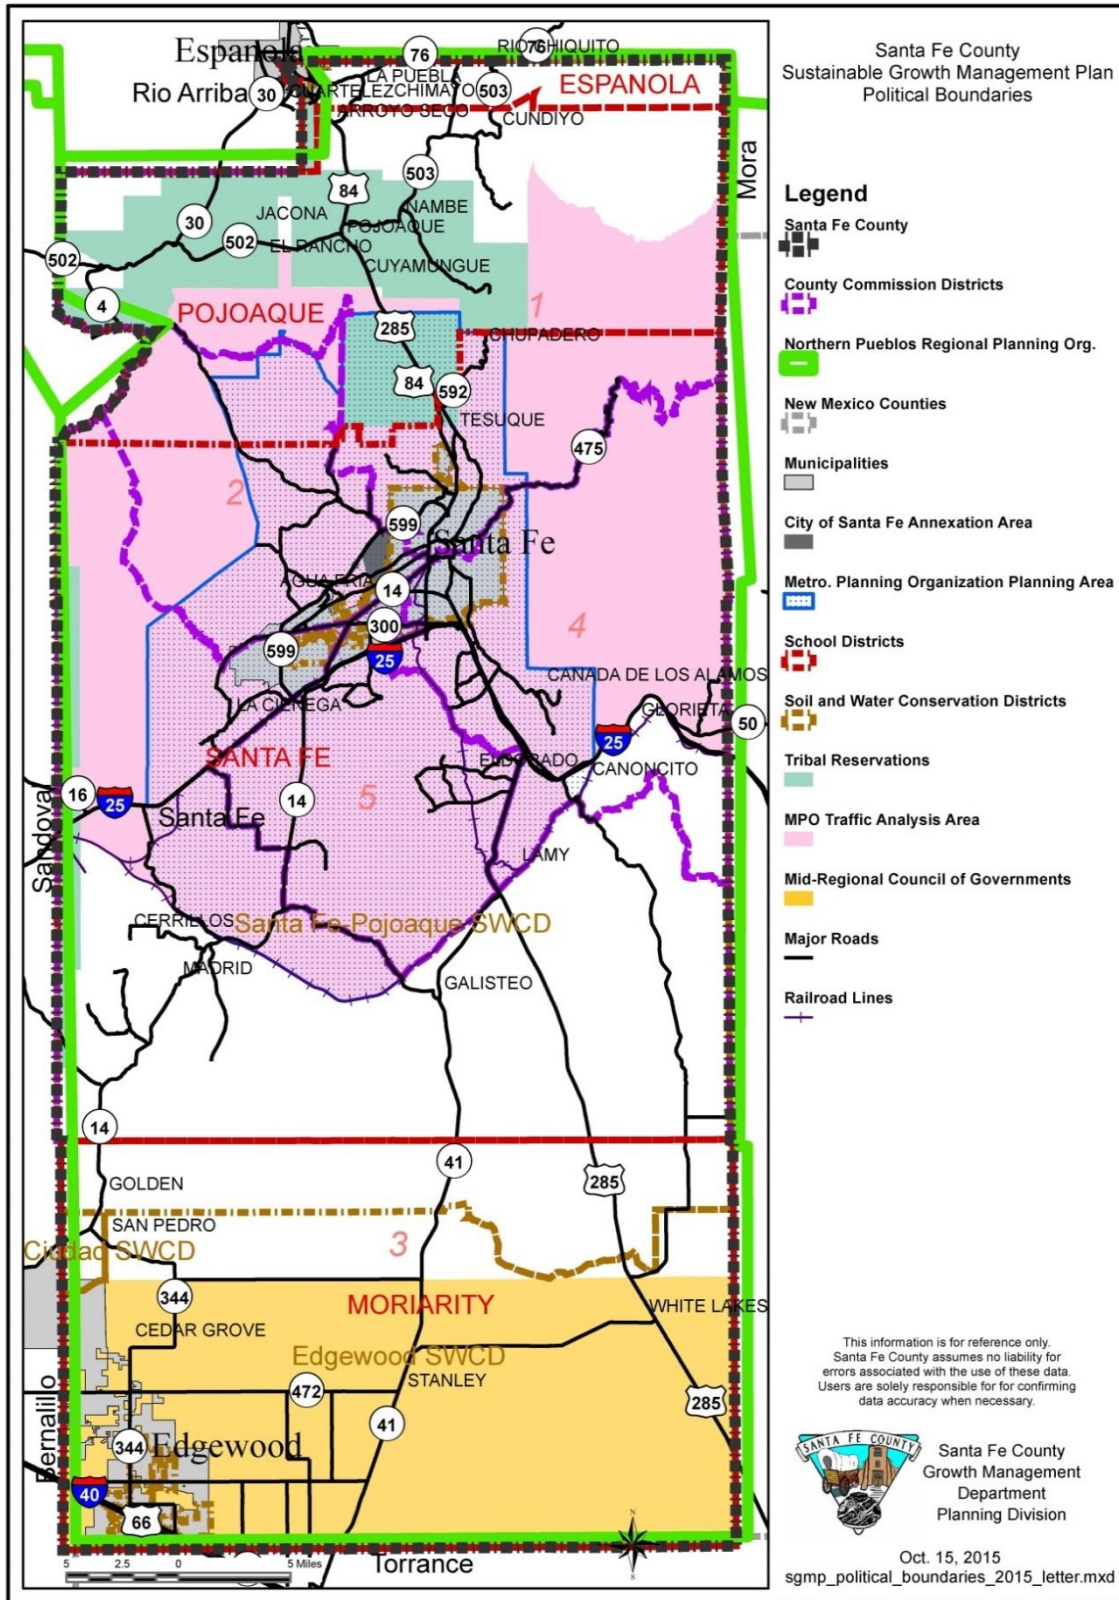 Santa Fe County
Sustainable Growth Management Plan
Political Boundaries
Legend
Santa Fe County
County Commission Districts
Northern Pueblos Regional Planning Org.
New Mexico Counties
Municipalities
City of Santa Fe Annexation Area
Metro. Planning Organization Planning Area
School Districts
Soil and Water Conservation Districts
Tribal Reservations
MPO Traffic Analysis Area
Mid-Regional Council of Governments
Major Roads
Railroad Lines
This information is for reference only.
Santa Fe County assumes no liability for
errors associated with the use of these data.
Users are solely responsible for for confirming
data accuracy when necessary.
SANTA FE COUNTY
Santa Fe County
Growth Management
Department
Planning Division
Oct. 15, 2015
sgmp_political_boundaries_2015_letter.mxd
Espanola
76
RIO CHIQUITO
76
LA PUEBLA
Rio Arriba
30
CUARTELEZ
CHIMAYO
503
ESPANOLA
ARROYO SECO
CUNDIYO
Mora
503
84
30
JACONA
NAMBE
POJOAQUE
502
EL RANCHO
502
CUYAMUNGUE
4
POJOAQUE
1
285
CHUPADERO
84
592
TESUQUE
475
2
599
Santa Fe
AGUA FRIA
14
300
4
599
25
CANADA DE LOS ALAMOS
LA CIENEGA
GLORIETA
50
25
SANTA FE
ELDORADO
CANONCITO
16
25
14
5
Santa Fe
Sandoval
LAMY
CERRILLOS
Santa Fe-Pojoaque SWCD
MADRID
GALISTEO
14
41
285
GOLDEN
SAN PEDRO
3
Ciudad SWCD
344
MORIARITY
WHITE LAKES
CEDAR GROVE
Edgewood SWCD
STANLEY
472
285
41
Bernalillo
344
Edgewood
40
66
N
S
5 2.5 0 5 Miles
Torrance